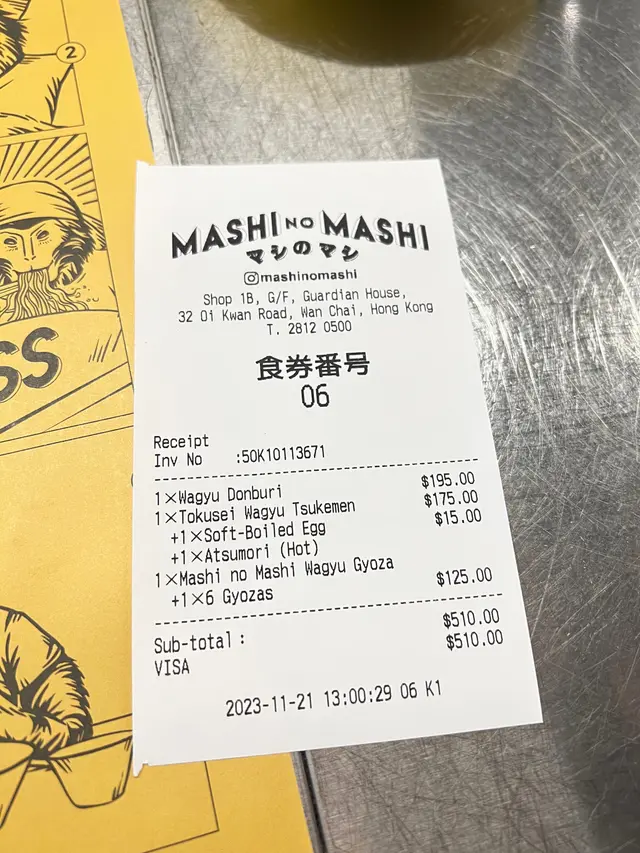 2
SS
MASHI NO MASHI
マシのマシ
mashinomashi
Shop 1B, G/F, Guardian House,
32 Oi Kwan Road, Wan Chai, Hong Kong
T. 2812 0500
食券番号
06
Receipt
Inv No :50K10113671
1×Wagyu Donburi $195.00
1×Tokusei Wagyu Tsukemen $175.00
+1×Soft-Boiled Egg $15.00
+1×Atsumori (Hot)
1×Mashi no Mashi Wagyu Gyoza
+1×6 Gyozas $125.00
Sub-total: $510.00
VISA $510.00
2023-11-21 13:00:29 06 K1